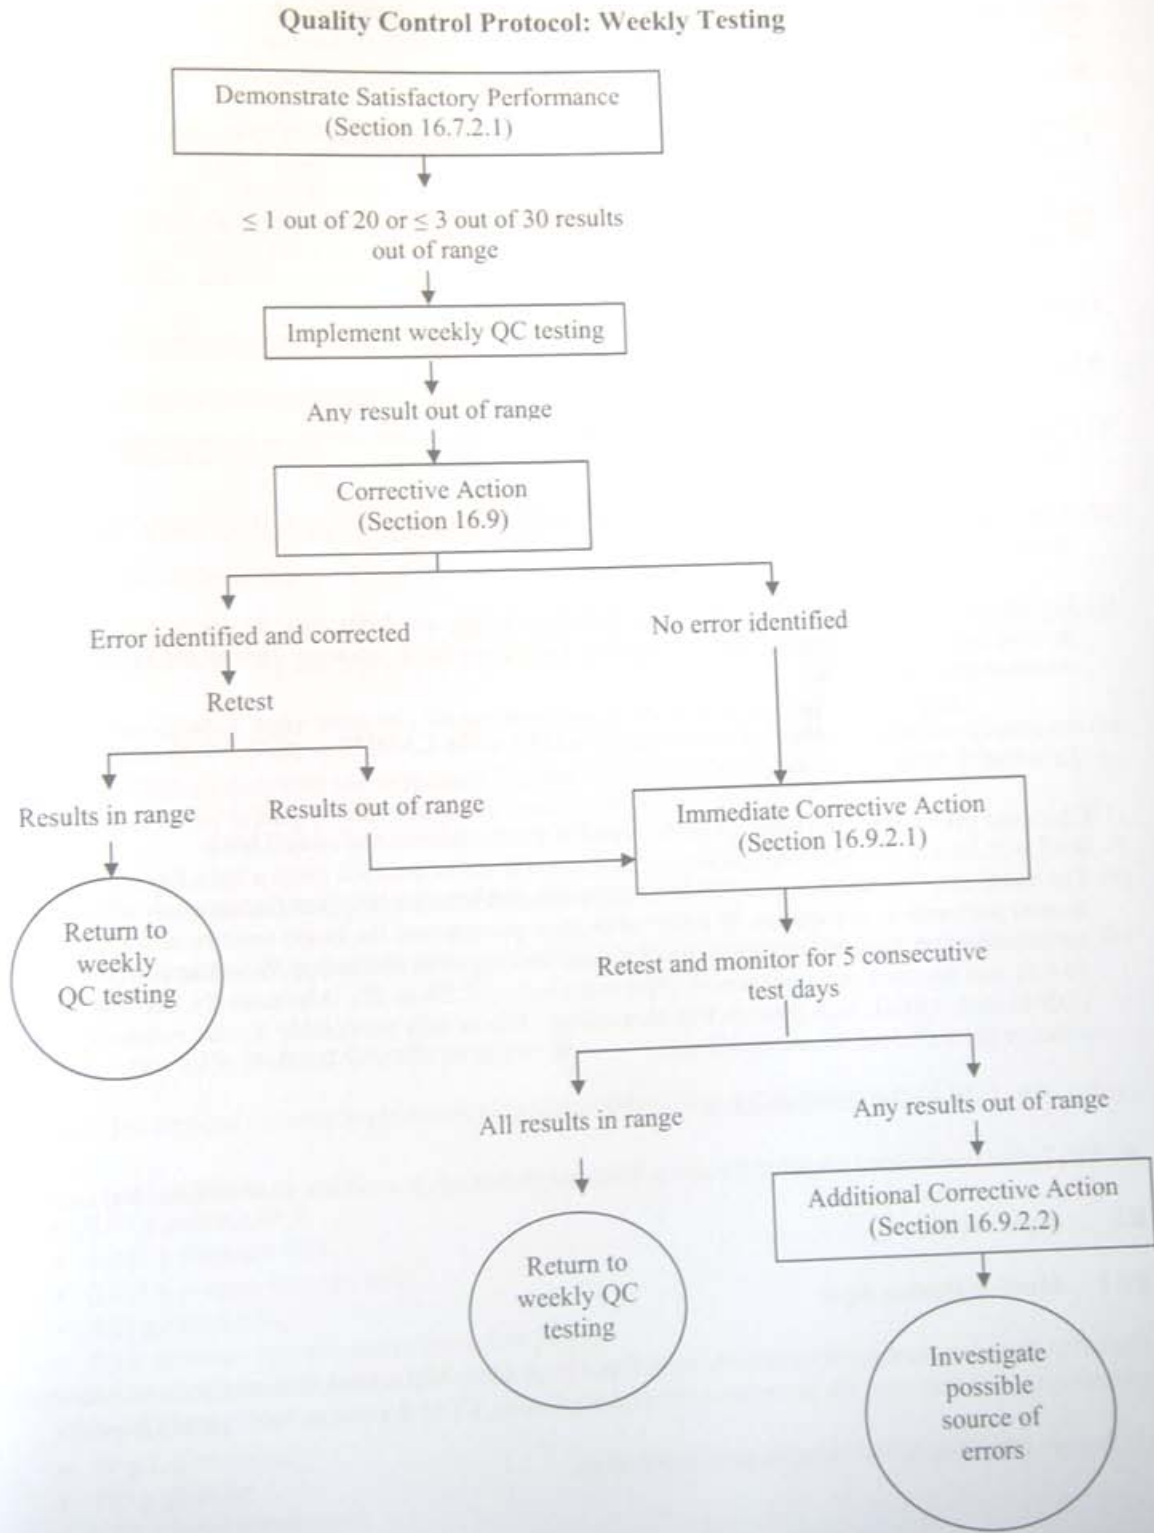 Quality Control Protocol: Weekly Testing
Demonstrate Satisfactory Performance
(Section 16.7.2.1)
≤ 1 out of 20 or ≤ 3 out of 30 results
out of range
Implement weekly QC testing
Any result out of range
Corrective Action
(Section 16.9)
Error identified and corrected
No error identified
Retest
Results in range
Results out of range
Immediate Corrective Action
(Section 16.9.2.1)
Return to
weekly
QC testing
Retest and monitor for 5 consecutive
test days
All results in range
Any results out of range
Return to
weekly QC
testing
Additional Corrective Action
(Section 16.9.2.2)
Investigate
possible
source of
errors